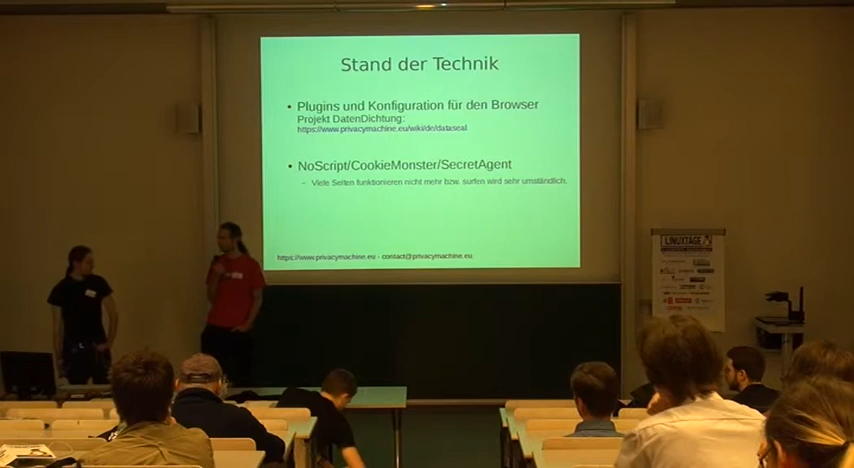 Stand der Technik
• Plugins und Konfiguration für den Browser
Projekt DatenDichtung:
https://www.privacymachine.eu/wiki/de/dataseal
• NoScript/CookieMonster/SecretAgent
– Viele Seiten funktionieren nicht mehr bzw. surfen wird sehr umständlich.
https://www.privacymachine.eu - contact@privacymachine.eu
LINUXTAGE